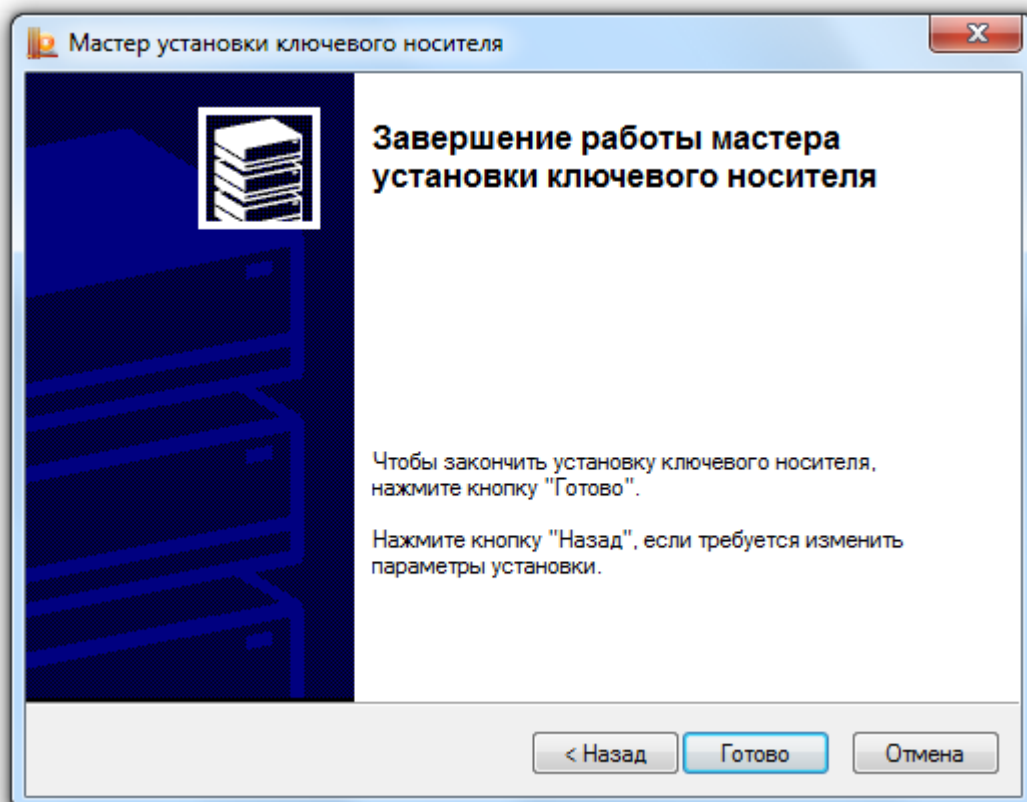 Мастер установки ключевого носителя
Завершение работы мастера
установки ключевого носителя
Чтобы закончить установку ключевого носителя,
нажмите кнопку "Готово".
Нажмите кнопку "Назад", если требуется изменить
параметры установки.
< Назад
Готово
Отмена